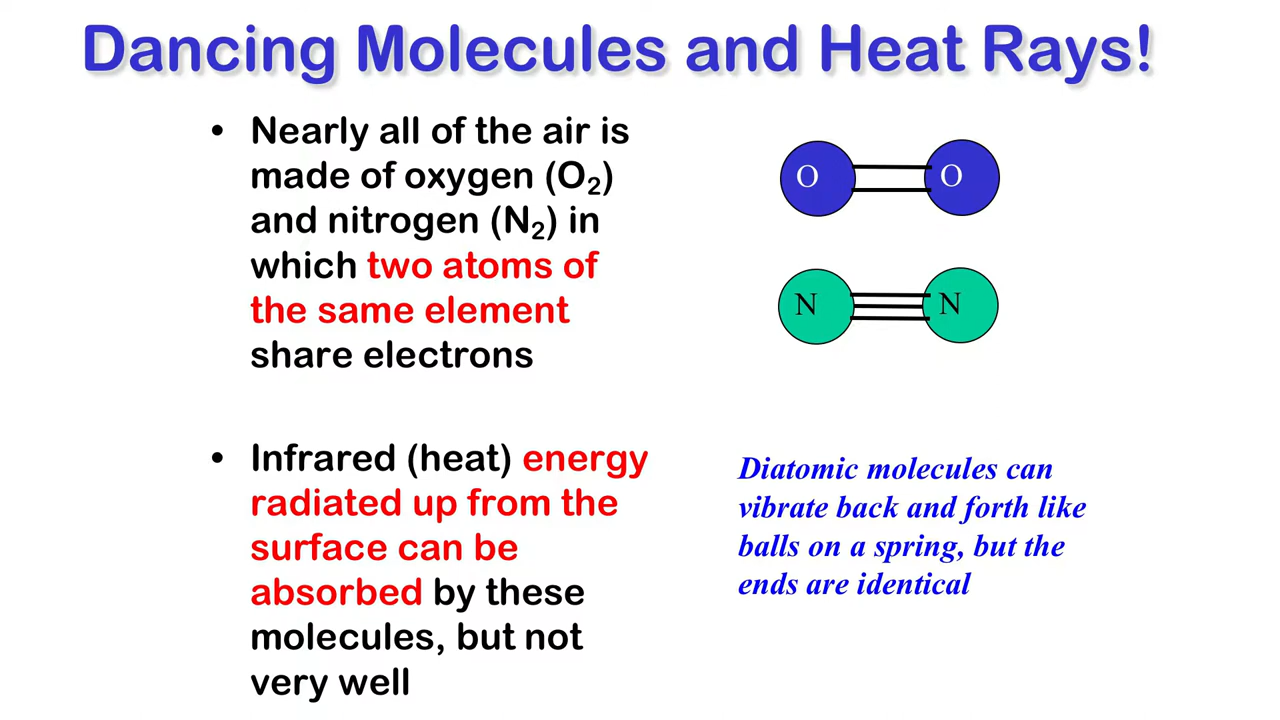 Dancing Molecules and Heat Rays!
• Nearly all of the air is
made of oxygen (O₂)
and nitrogen (N₂) in
which two atoms of
the same element
share electrons
O O
N N
• Infrared (heat) energy
radiated up from the
surface can be
absorbed by these
molecules, but not
very well
Diatomic molecules can
vibrate back and forth like
balls on a spring, but the
ends are identical